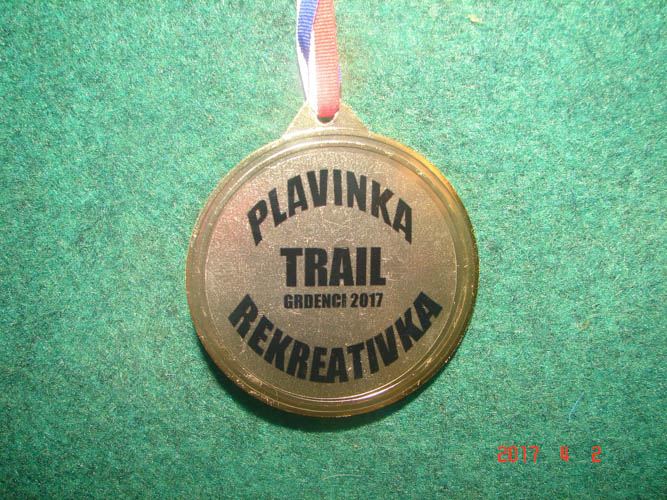 PLAVINKA
TRAIL
GRDENCI 2017
REKREATIVKA
2017 4 2